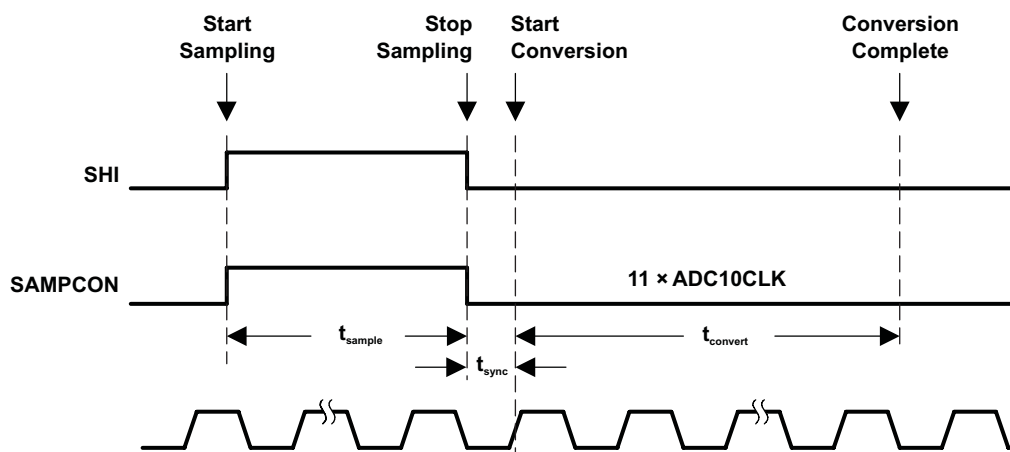 Start
Sampling
Stop
Sampling
Start
Conversion
Conversion
Complete
SHI
SAMPCON
11 × ADC10CLK
tsample
tconvert
tsync